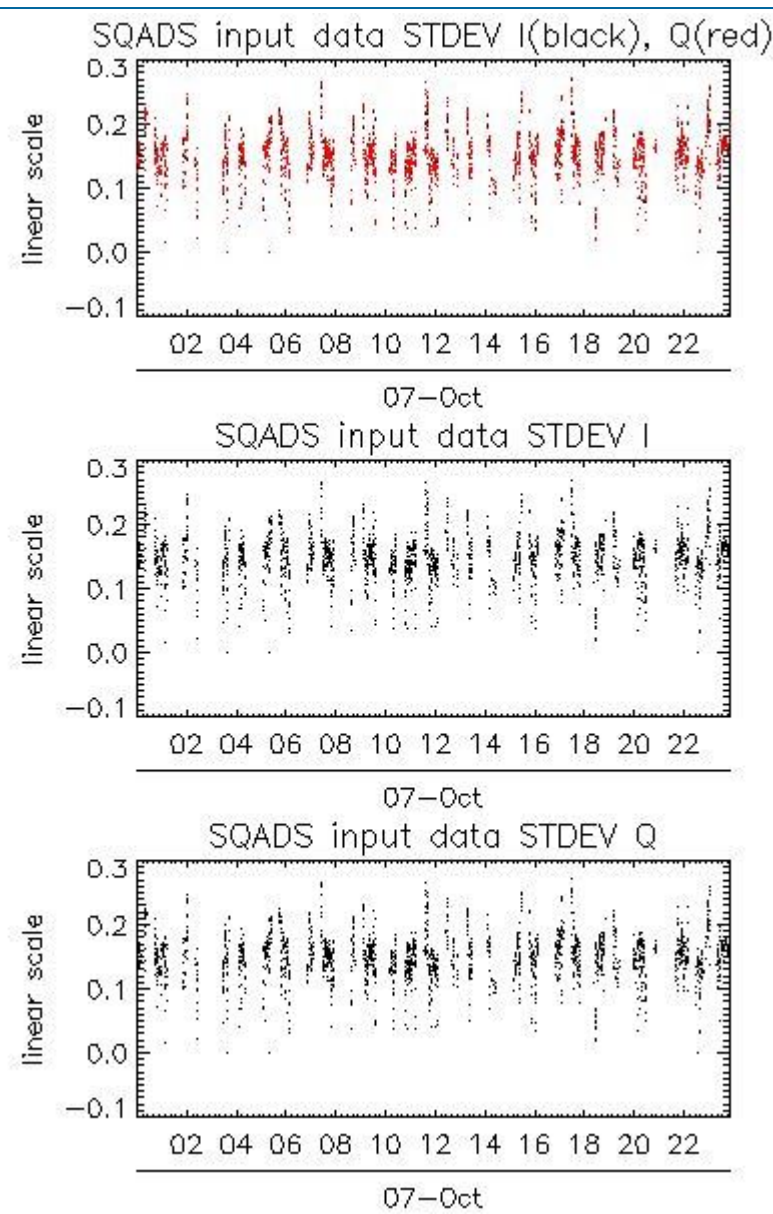 SQADS input data STDEV I(black), Q(red)
0.3
0.2
0.1
0.0
−0.1
linear scale
02 04 06 08 10 12 14 16 18 20 22
07−Oct
SQADS input data STDEV I
0.3
0.2
0.1
0.0
−0.1
linear scale
02 04 06 08 10 12 14 16 18 20 22
07−Oct
SQADS input data STDEV Q
0.3
0.2
0.1
0.0
−0.1
linear scale
02 04 06 08 10 12 14 16 18 20 22
07−Oct